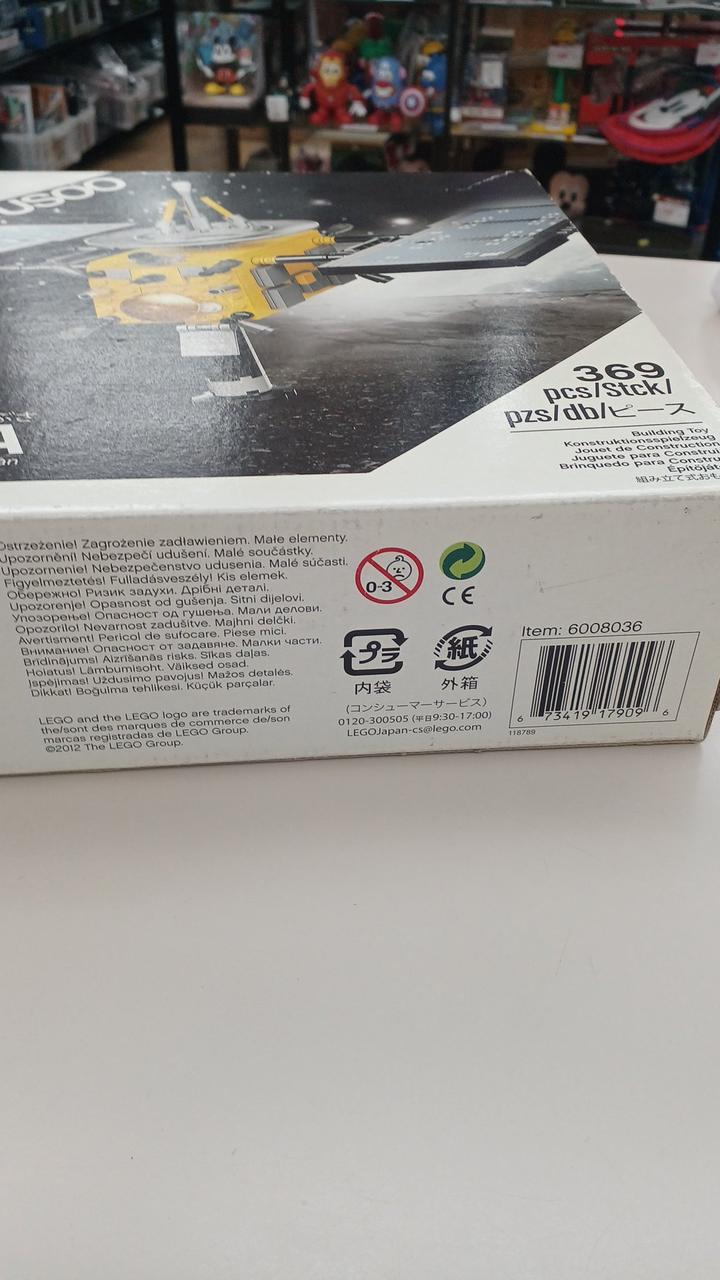 369
pcs/Stck/
pzs/db/ピース
Building Toy
Konstruktionsspielzeug
Jouet de Construction
Juguete para Constru
Brinquedo para Constru
Építőját
組み立て式おも
A
Ostrzeżenie! Zagrożenie zadławieniem. Małe elementy.
Upozornění! Nebezpečí udušení. Malé součástky.
Upozornenie! Nebezpečenstvo udusenia. Malé súčasti.
Figyelmeztetés! Fulladásveszély! Kis elemek.
Обережно! Ризик задухи. Дрібні деталі.
Upozorenje! Opasnost od gušenja. Sitni dijelovi.
Упозорење! Опасност од гушења. Мали делови.
Opozorilo! Nevarnost zadušitve. Majhni delčki.
Avertisment! Pericol de sufocare. Piese mici.
Внимание! Опасност от задавяне. Малки части.
Brīdinājums! Aizrīšanās risks. Sīkas daļas.
Hoiatus! Lämbumisoht. Väiksed osad.
Įspėjimas! Uždusimo pavojus! Mažos detalės.
Dikkat! Boğulma tehlikesi. Küçük parçalar.
LEGO and the LEGO logo are trademarks of
the/sont des marques de commerce de/son
marcas registradas de LEGO Group.
©2012 The LEGO Group.
0-3
CE
プラ
内袋
紙
外箱
(コンシューマーサービス)
0120-300505 (平日9:30-17:00)
LEGOJapan-cs@lego.com
Item: 6008036
6 73419 17909 6
118789